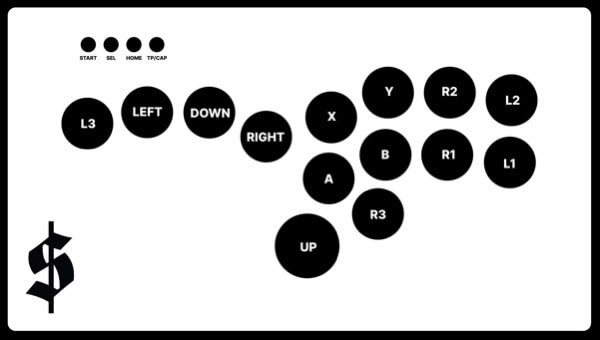 START SEL HOME TP/CAP
L3 LEFT DOWN RIGHT X Y R2 L2
A B R1 L1
UP R3
$